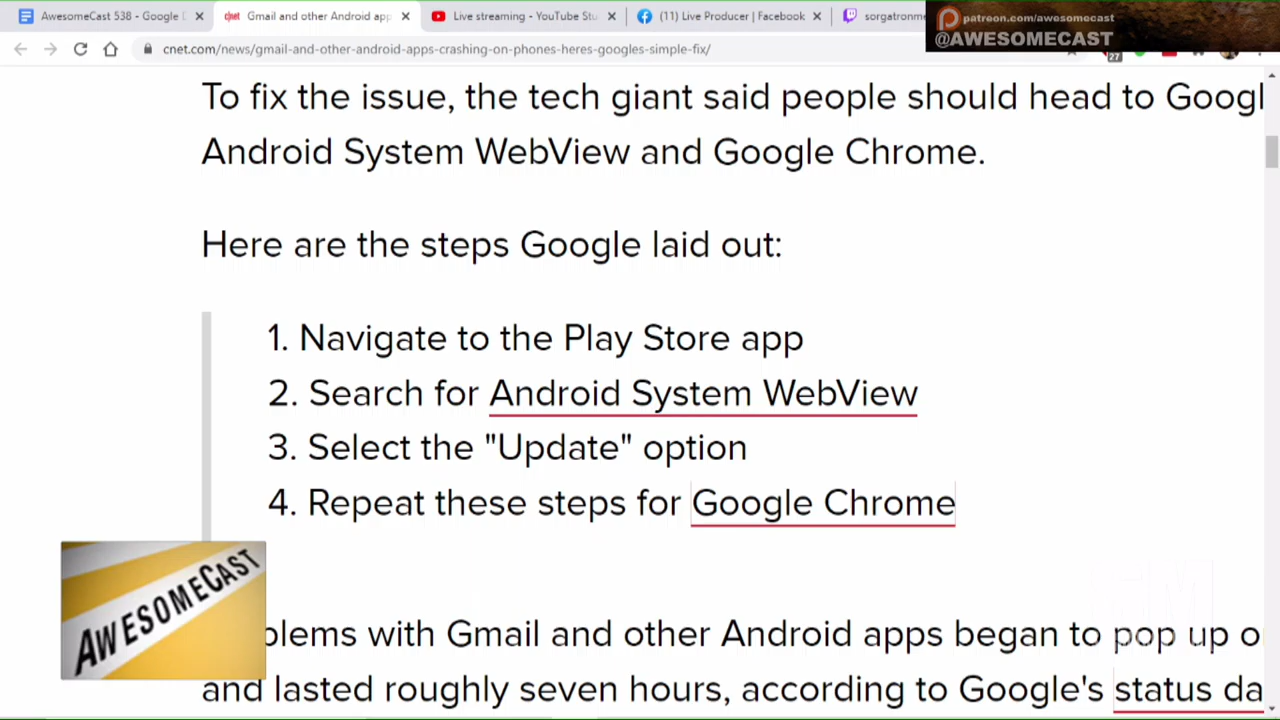 AwesomeCast 538 - Google
cnet
Gmail and other Android app
Live streaming - YouTube Stu
(11) Live Producer | Facebook
sorgatronme
patreon.com/awesomecast
@AWESOMECAST
cnet.com/news/gmail-and-other-android-apps-crashing-on-phones-heres-googles-simple-fix/
27
To fix the issue, the tech giant said people should head to Googl
Android System WebView and Google Chrome.
Here are the steps Google laid out:
1. Navigate to the Play Store app
2. Search for Android System WebView
3. Select the "Update" option
4. Repeat these steps for Google Chrome
AWESOMECAST
blems with Gmail and other Android apps began to pop up o
and lasted roughly seven hours, according to Google's status da